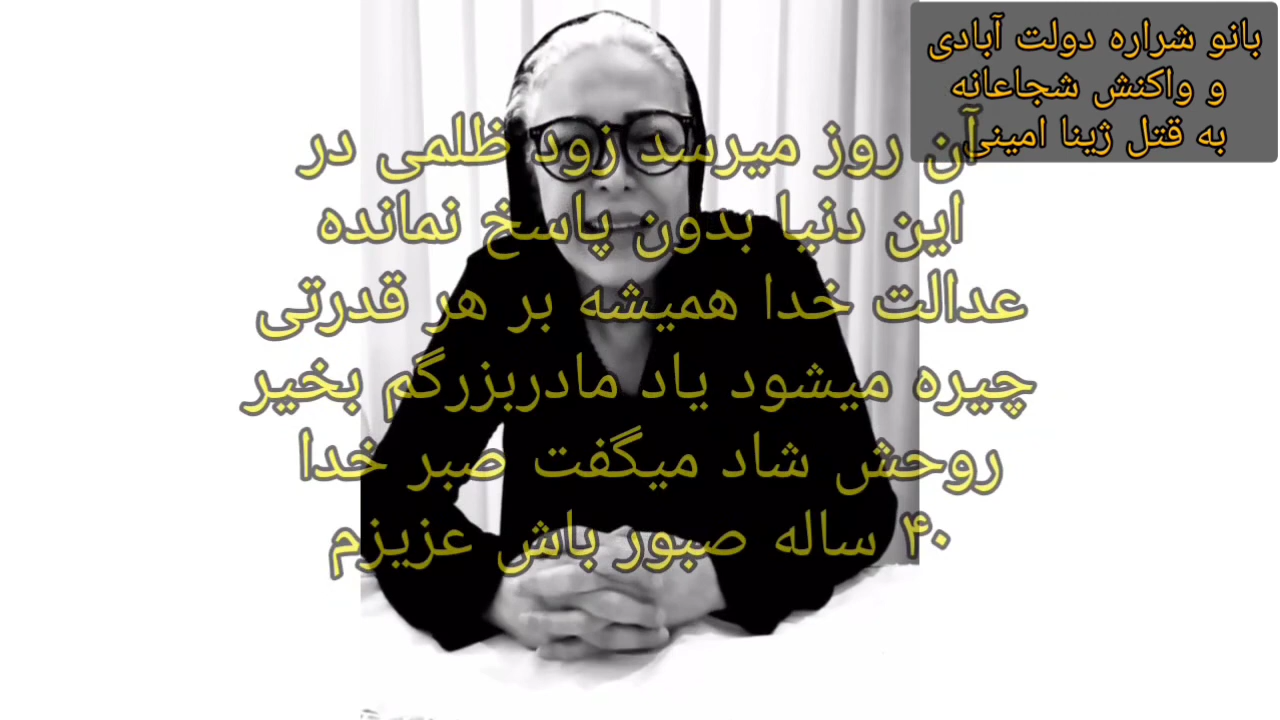 بانو شراره دولت آبادی
و واکنش شجاعانه
به قتل ژینا امینی
آن روز میرسد زود ظلمی در
این دنیا بدون پاسخ نمانده
عدالت خدا همیشه بر هر قدرتی
چیره میشود یاد مادربزرگم بخیر
روحش شاد میگفت صبر خدا
۴۰ ساله صبور باش عزیزم